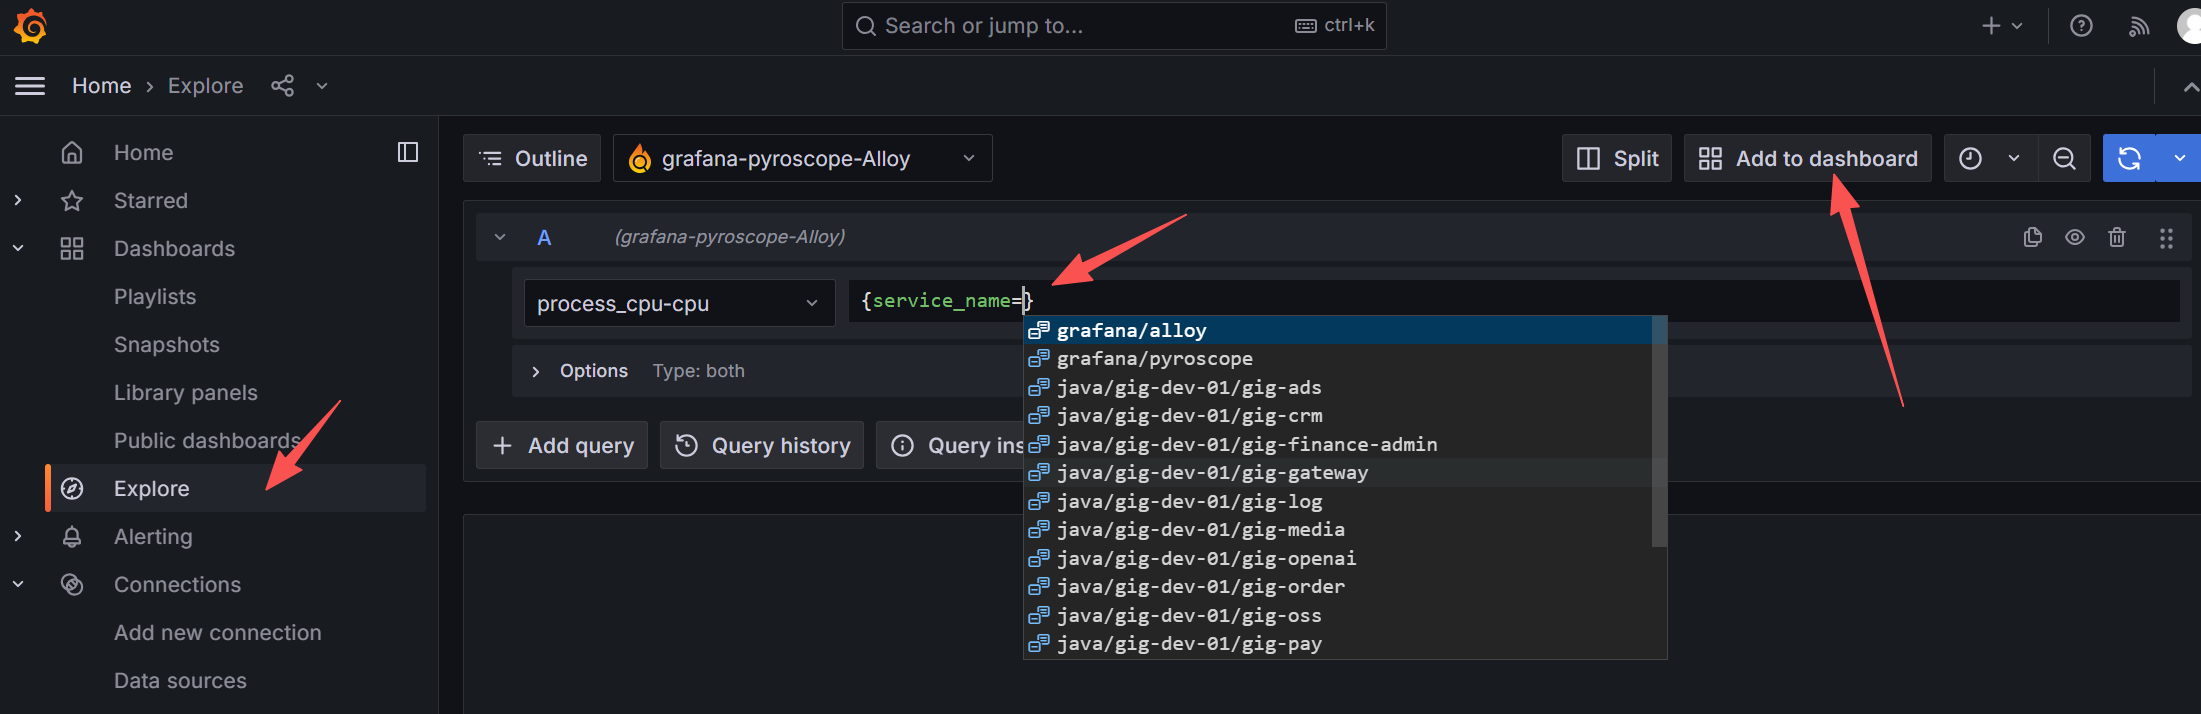 Search or jump to...
ctrl+k
Home › Explore
Home
Starred
Dashboards
Playlists
Snapshots
Library panels
Public dashboards
Explore
Alerting
Connections
Add new connection
Data sources
Outline
grafana-pyroscope-Alloy
Split
Add to dashboard
A
(grafana-pyroscope-Alloy)
process_cpu-cpu
{service_name=}
Options
Type: both
+ Add query
Query history
Query ins
grafana/alloy
grafana/pyroscope
java/gig-dev-01/gig-ads
java/gig-dev-01/gig-crm
java/gig-dev-01/gig-finance-admin
java/gig-dev-01/gig-gateway
java/gig-dev-01/gig-log
java/gig-dev-01/gig-media
java/gig-dev-01/gig-openai
java/gig-dev-01/gig-order
java/gig-dev-01/gig-oss
java/gig-dev-01/gig-pay